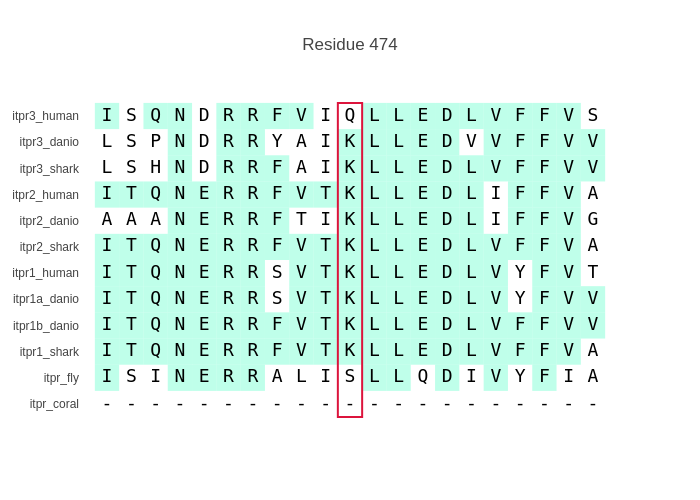 Residue 474
itpr3_human I S Q N D R R F V I Q L L E D L V F F V S
itpr3_danio L S P N D R R Y A I K L L E D V V F F V V
itpr3_shark L S H N D R R F A I K L L E D L V F F V V
itpr2_human I T Q N E R R F V T K L L E D L I F F V A
itpr2_danio A A A N E R R F T I K L L E D L I F F V G
itpr2_shark I T Q N E R R F V T K L L E D L V F F V A
itpr1_human I T Q N E R R S V T K L L E D L V Y F V T
itpr1a_danio I T Q N E R R S V T K L L E D L V Y F V V
itpr1b_danio I T Q N E R R F V T K L L E D L V F F V V
itpr1_shark I T Q N E R R F V T K L L E D L V F F V A
itpr_fly I S I N E R R A L I S L L Q D I V Y F I A
itpr_coral - - - - - - - - - - - - - - - - - - - - -